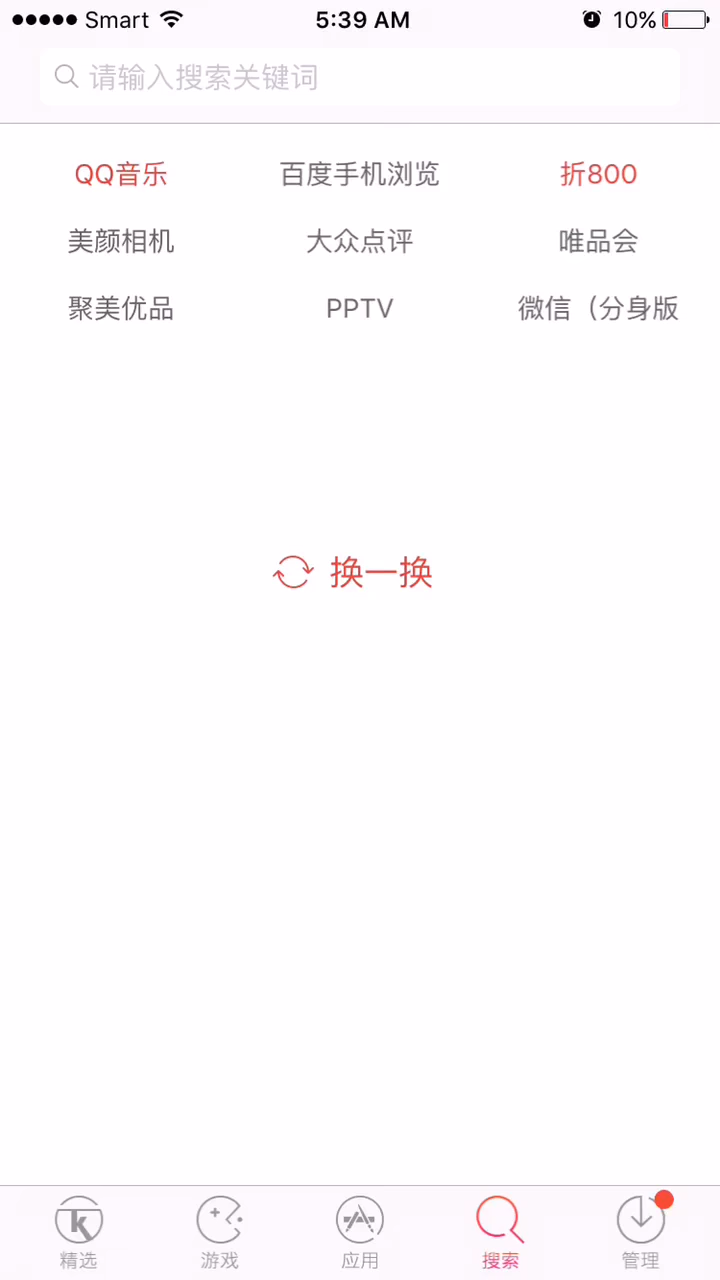 Smart 5:39 AM 10%
请输入搜索关键词
QQ音乐 百度手机浏览 折800
美颜相机 大众点评 唯品会
聚美优品 PPTV 微信（分身版
换一换
精选 游戏 应用 搜索 管理